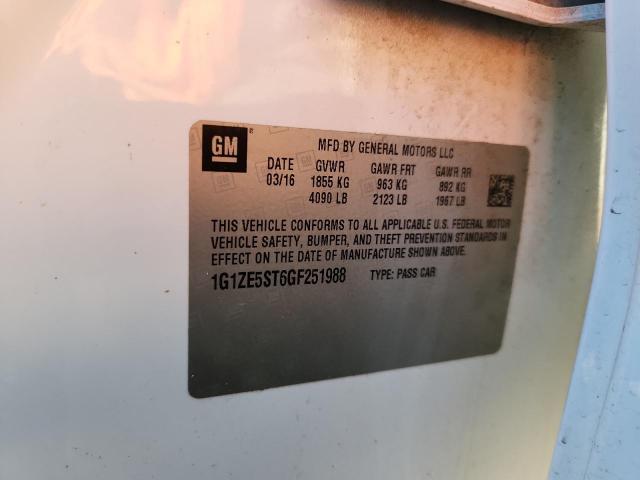 GM ® MFD BY GENERAL MOTORS LLC
DATE GVWR GAWR FRT GAWR RR
03/16 1855 KG 963 KG 892 KG
4090 LB 2123 LB 1967 LB
THIS VEHICLE CONFORMS TO ALL APPLICABLE U.S. FEDERAL MOTOR
VEHICLE SAFETY, BUMPER, AND THEFT PREVENTION STANDARDS IN
EFFECT ON THE DATE OF MANUFACTURE SHOWN ABOVE.
1G1ZE5ST6GF251988 TYPE: PASS CAR